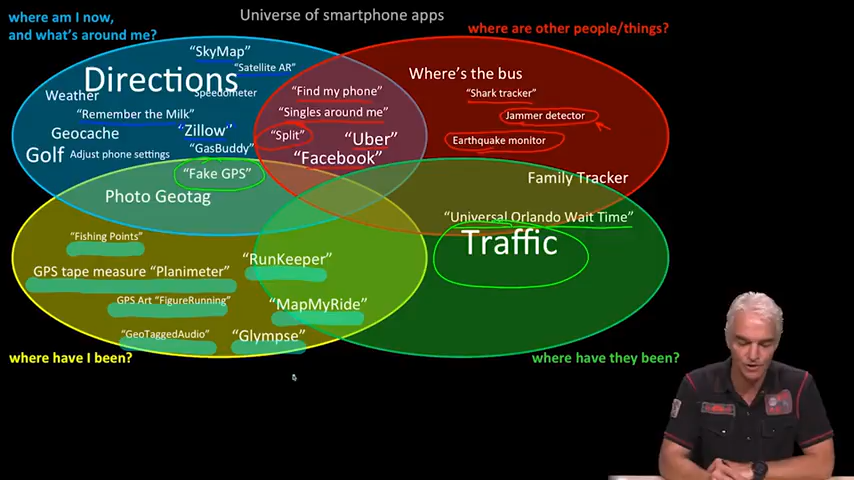 Universe of smartphone apps
where am I now,
and what's around me?
where are other people/things?
"SkyMap"
Directions
"Satellite AR"
Weather
Speedometer
"Remember the Milk"
Geocache
"Zillow"
"GasBuddy"
Golf
Adjust phone settings
"Fake GPS"
Photo Geotag
"Find my phone"
"Singles around me"
"Split"
"Uber"
"Facebook"
Where's the bus
"Shark tracker"
Jammer detector
Earthquake monitor
Family Tracker
"Universal Orlando Wait Time"
Traffic
"Fishing Points"
GPS tape measure "Planimeter"
GPS Art "FigureRunning"
"GeoTaggedAudio"
"RunKeeper"
"MapMyRide"
"Glympse"
where have I been?
where have they been?